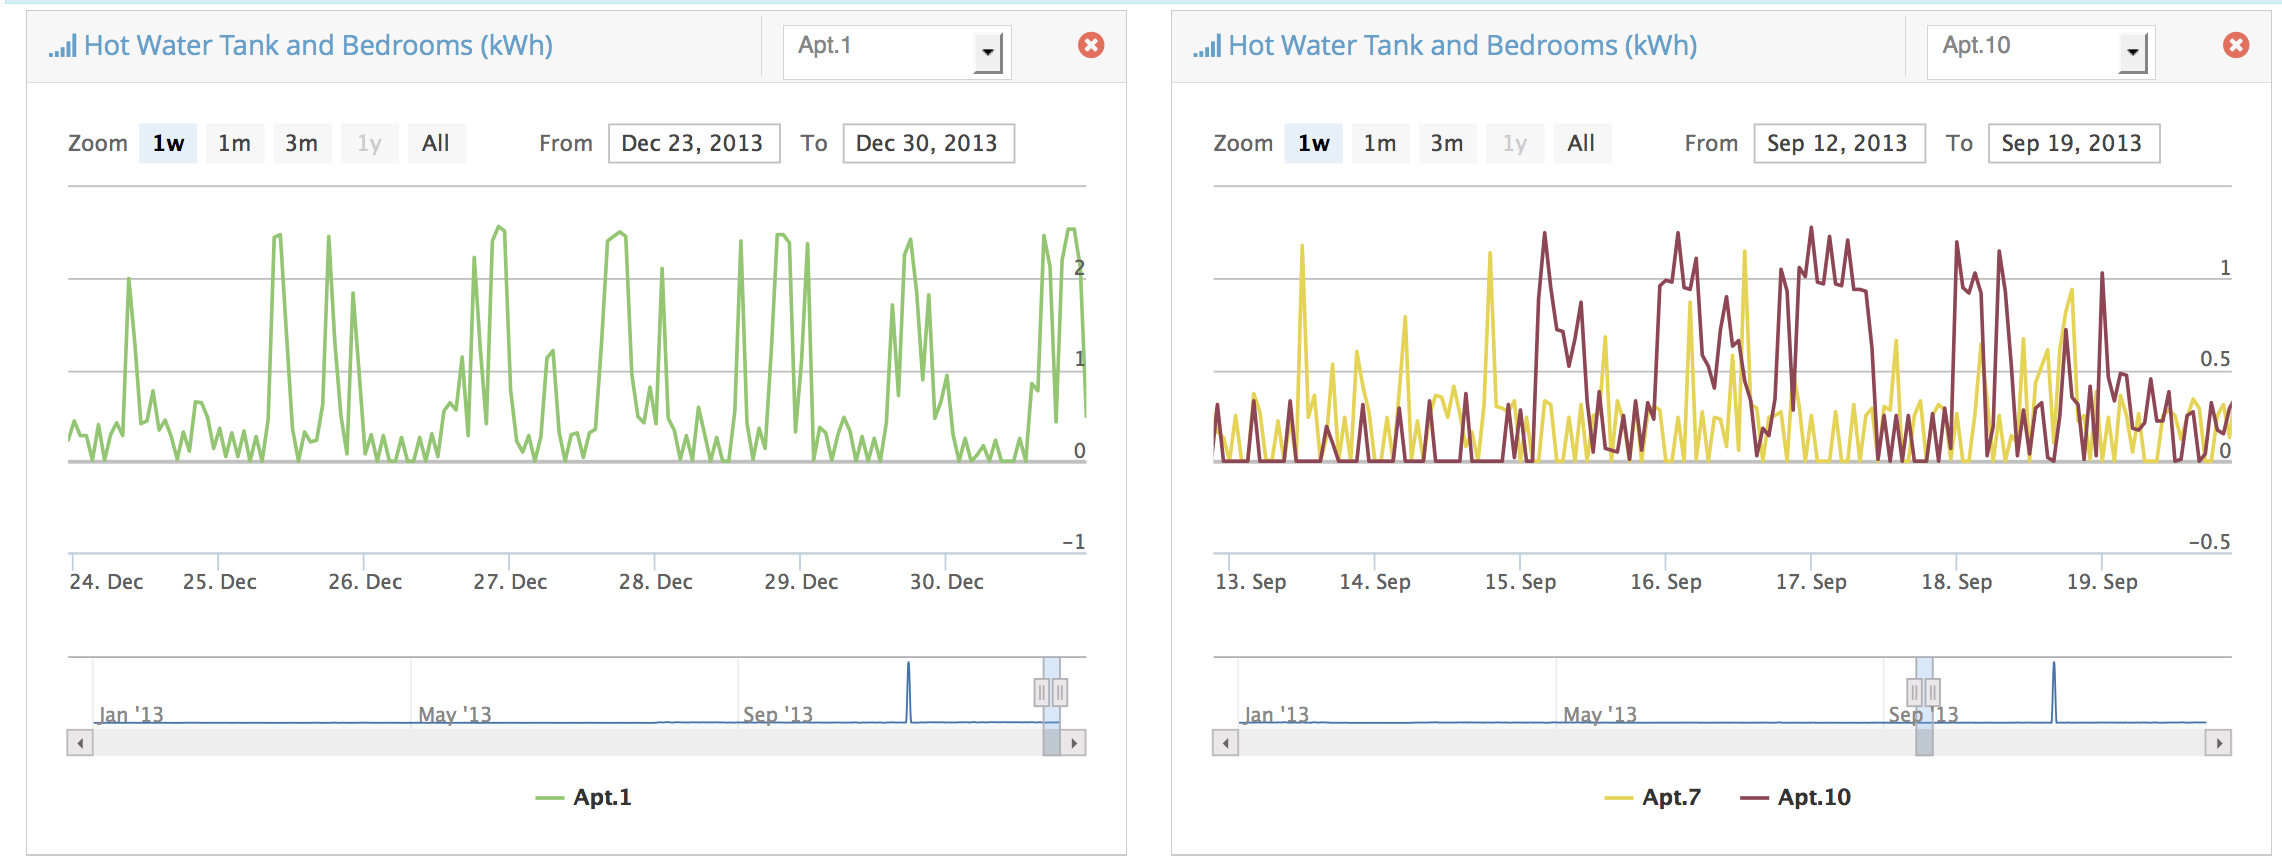 Hot Water Tank and Bedrooms (kWh) Apt.1
Zoom 1w 1m 3m 1y All From Dec 23, 2013 To Dec 30, 2013
2
1
0
−1
24. Dec 25. Dec 26. Dec 27. Dec 28. Dec 29. Dec 30. Dec
Jan '13 May '13 Sep '13
Apt.1
Hot Water Tank and Bedrooms (kWh) Apt.10
Zoom 1w 1m 3m 1y All From Sep 12, 2013 To Sep 19, 2013
1
0.5
0
−0.5
13. Sep 14. Sep 15. Sep 16. Sep 17. Sep 18. Sep 19. Sep
Jan '13 May '13 Sep '13
Apt.7 Apt.10